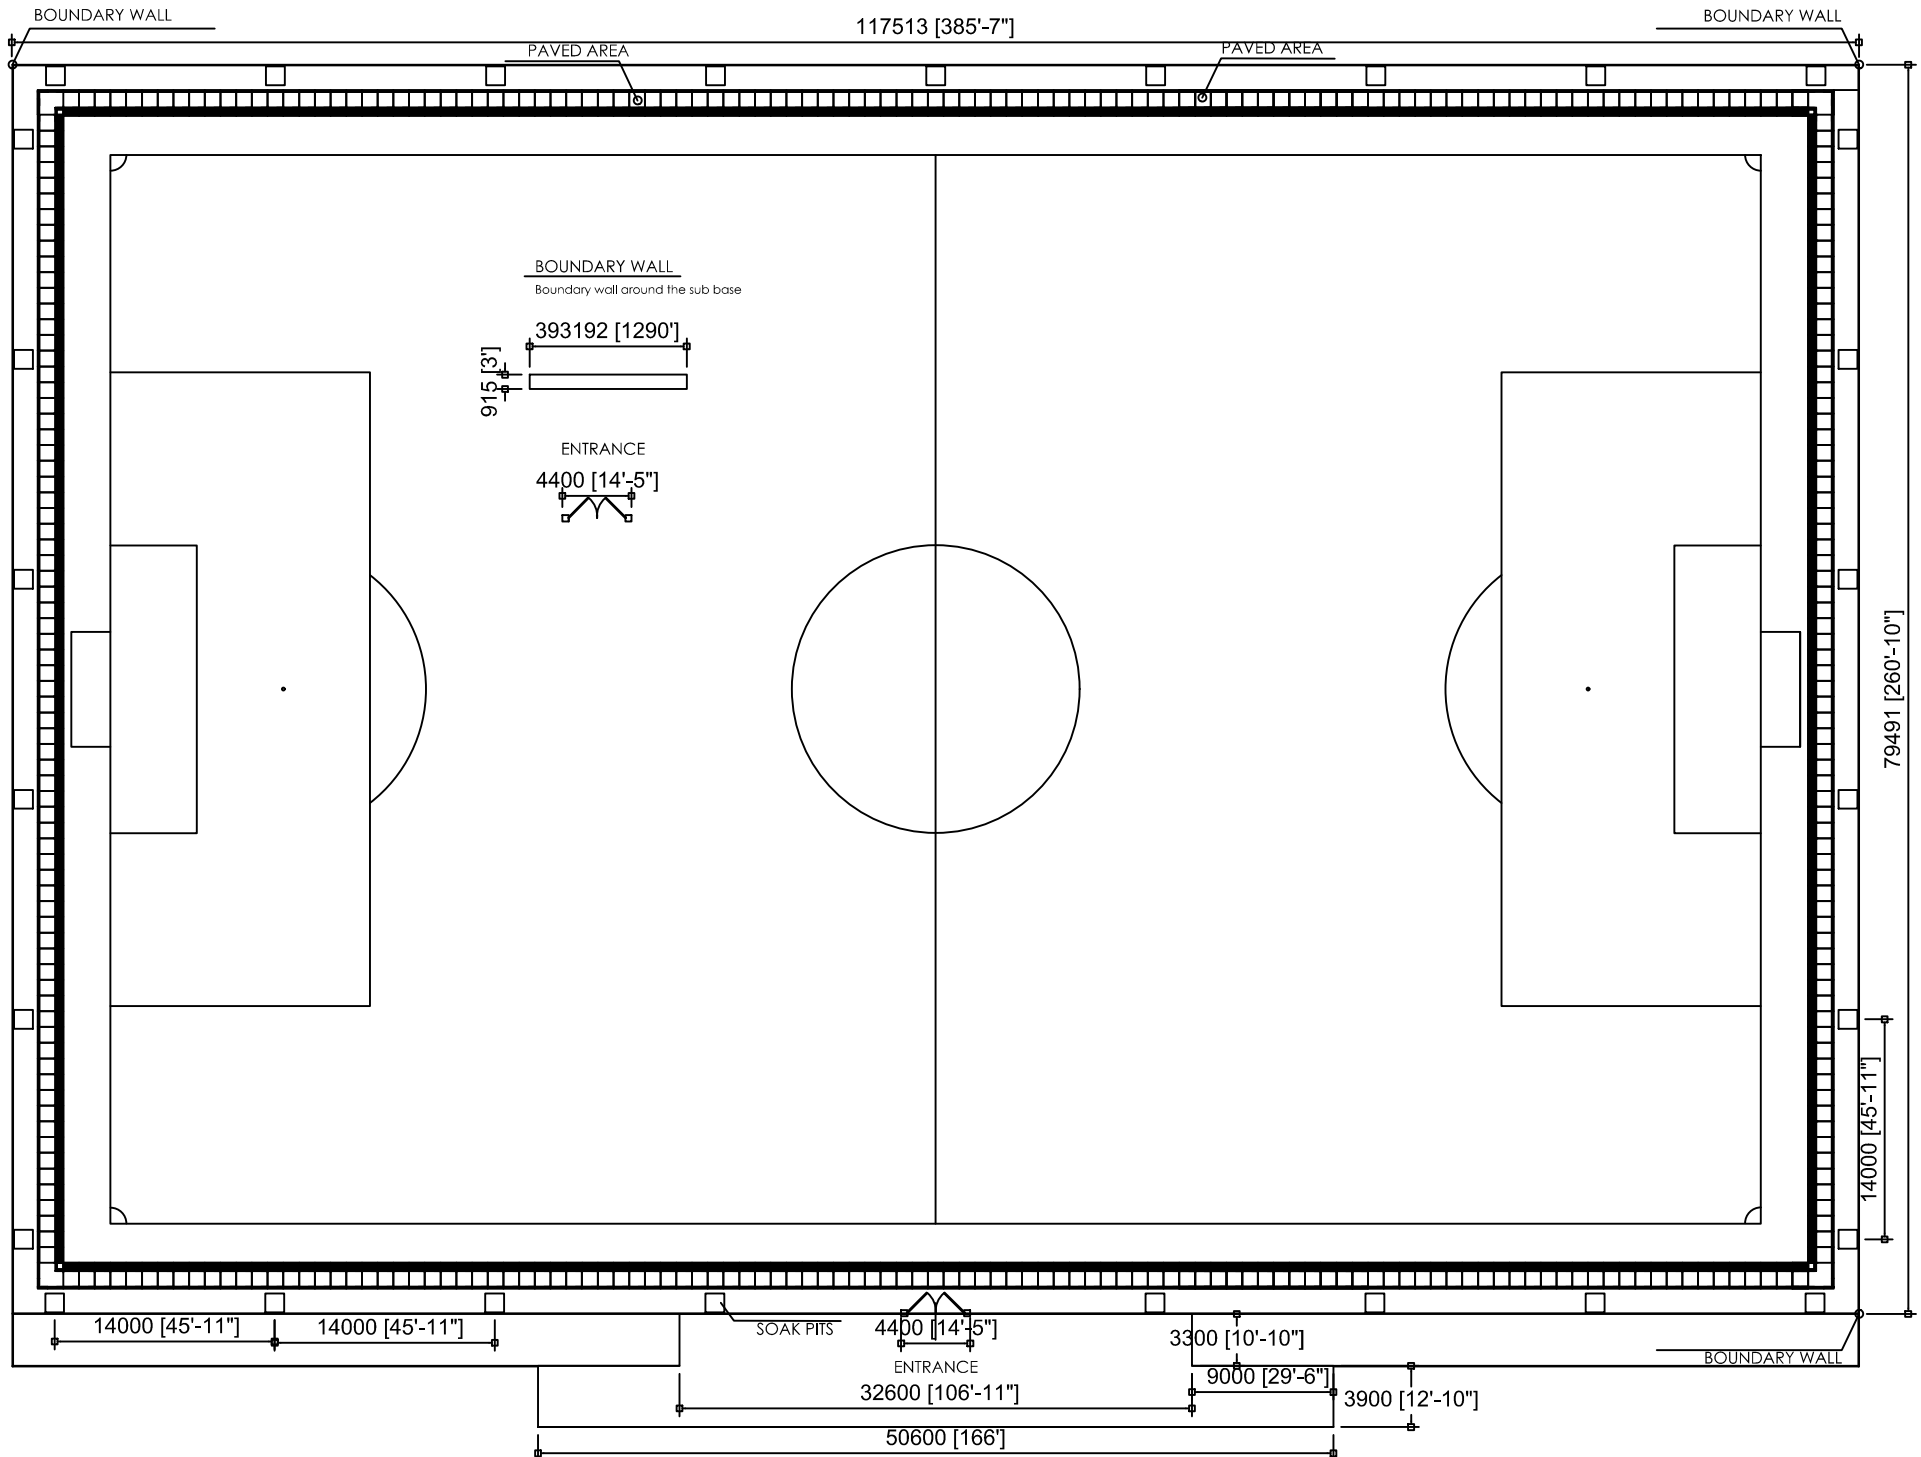 BOUNDARY WALL
BOUNDARY WALL
117513 [385'-7"]
PAVED AREA
PAVED AREA
BOUNDARY WALL
Boundary wall around the sub base
393192 [1290']
915 [3']
ENTRANCE
4400 [14'-5"]
79491 [260'-10"]
14000 [45'-11"]
14000 [45'-11"]
14000 [45'-11"]
SOAK PITS
4400 [14'-5"]
3300 [10'-10"]
BOUNDARY WALL
ENTRANCE
9000 [29'-6"]
32600 [106'-11"]
3900 [12'-10"]
50600 [166']